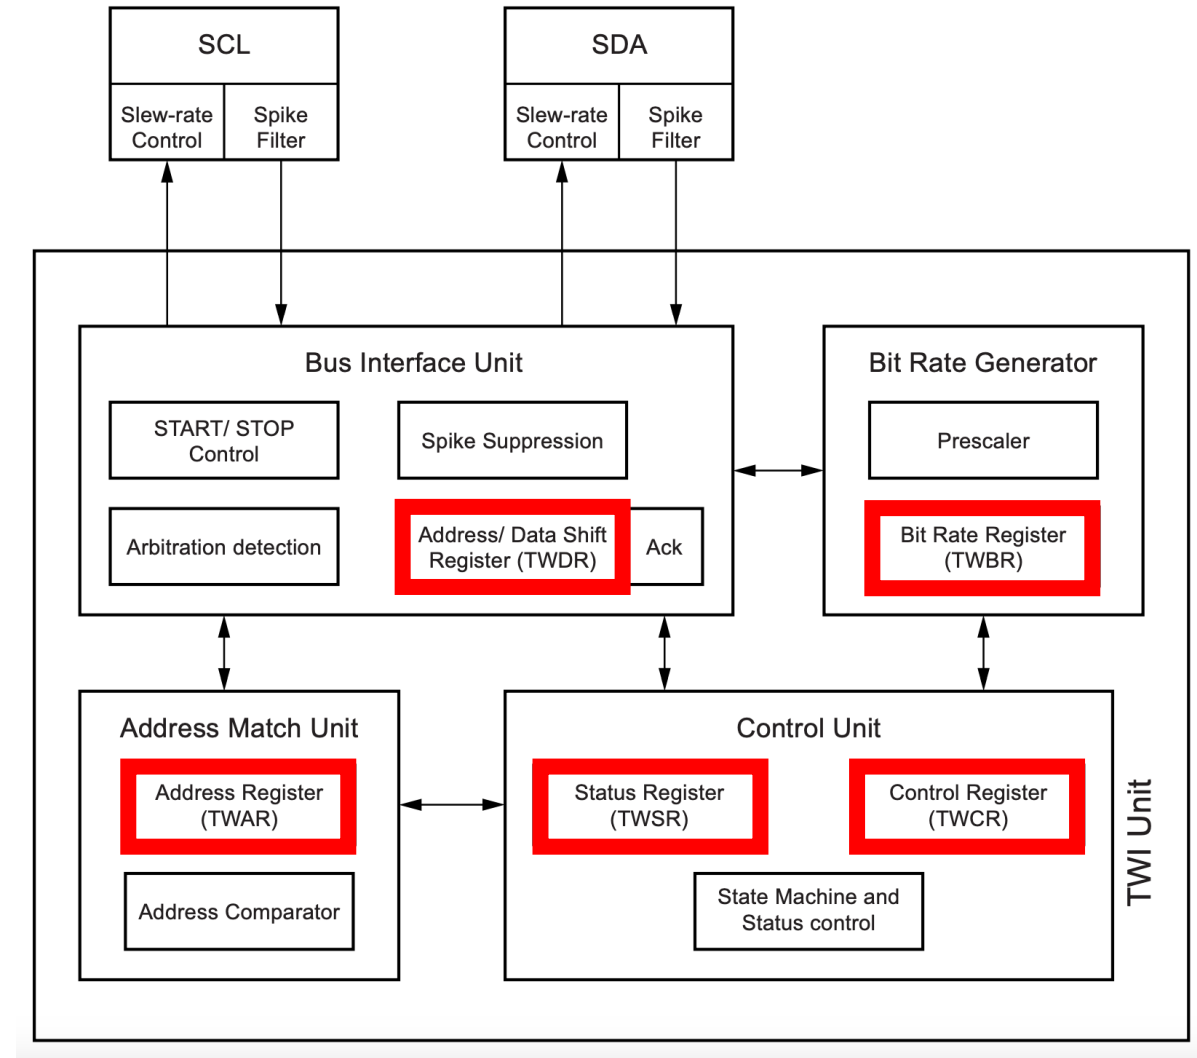 SCL
Slew-rate
Control
Spike
Filter
SDA
Slew-rate
Control
Spike
Filter
Bus Interface Unit
START/ STOP
Control
Spike Suppression
Arbitration detection
Address/ Data Shift
Register (TWDR)
Ack
Bit Rate Generator
Prescaler
Bit Rate Register
(TWBR)
Address Match Unit
Address Register
(TWAR)
Address Comparator
Control Unit
Status Register
(TWSR)
Control Register
(TWCR)
State Machine and
Status control
TWI Unit